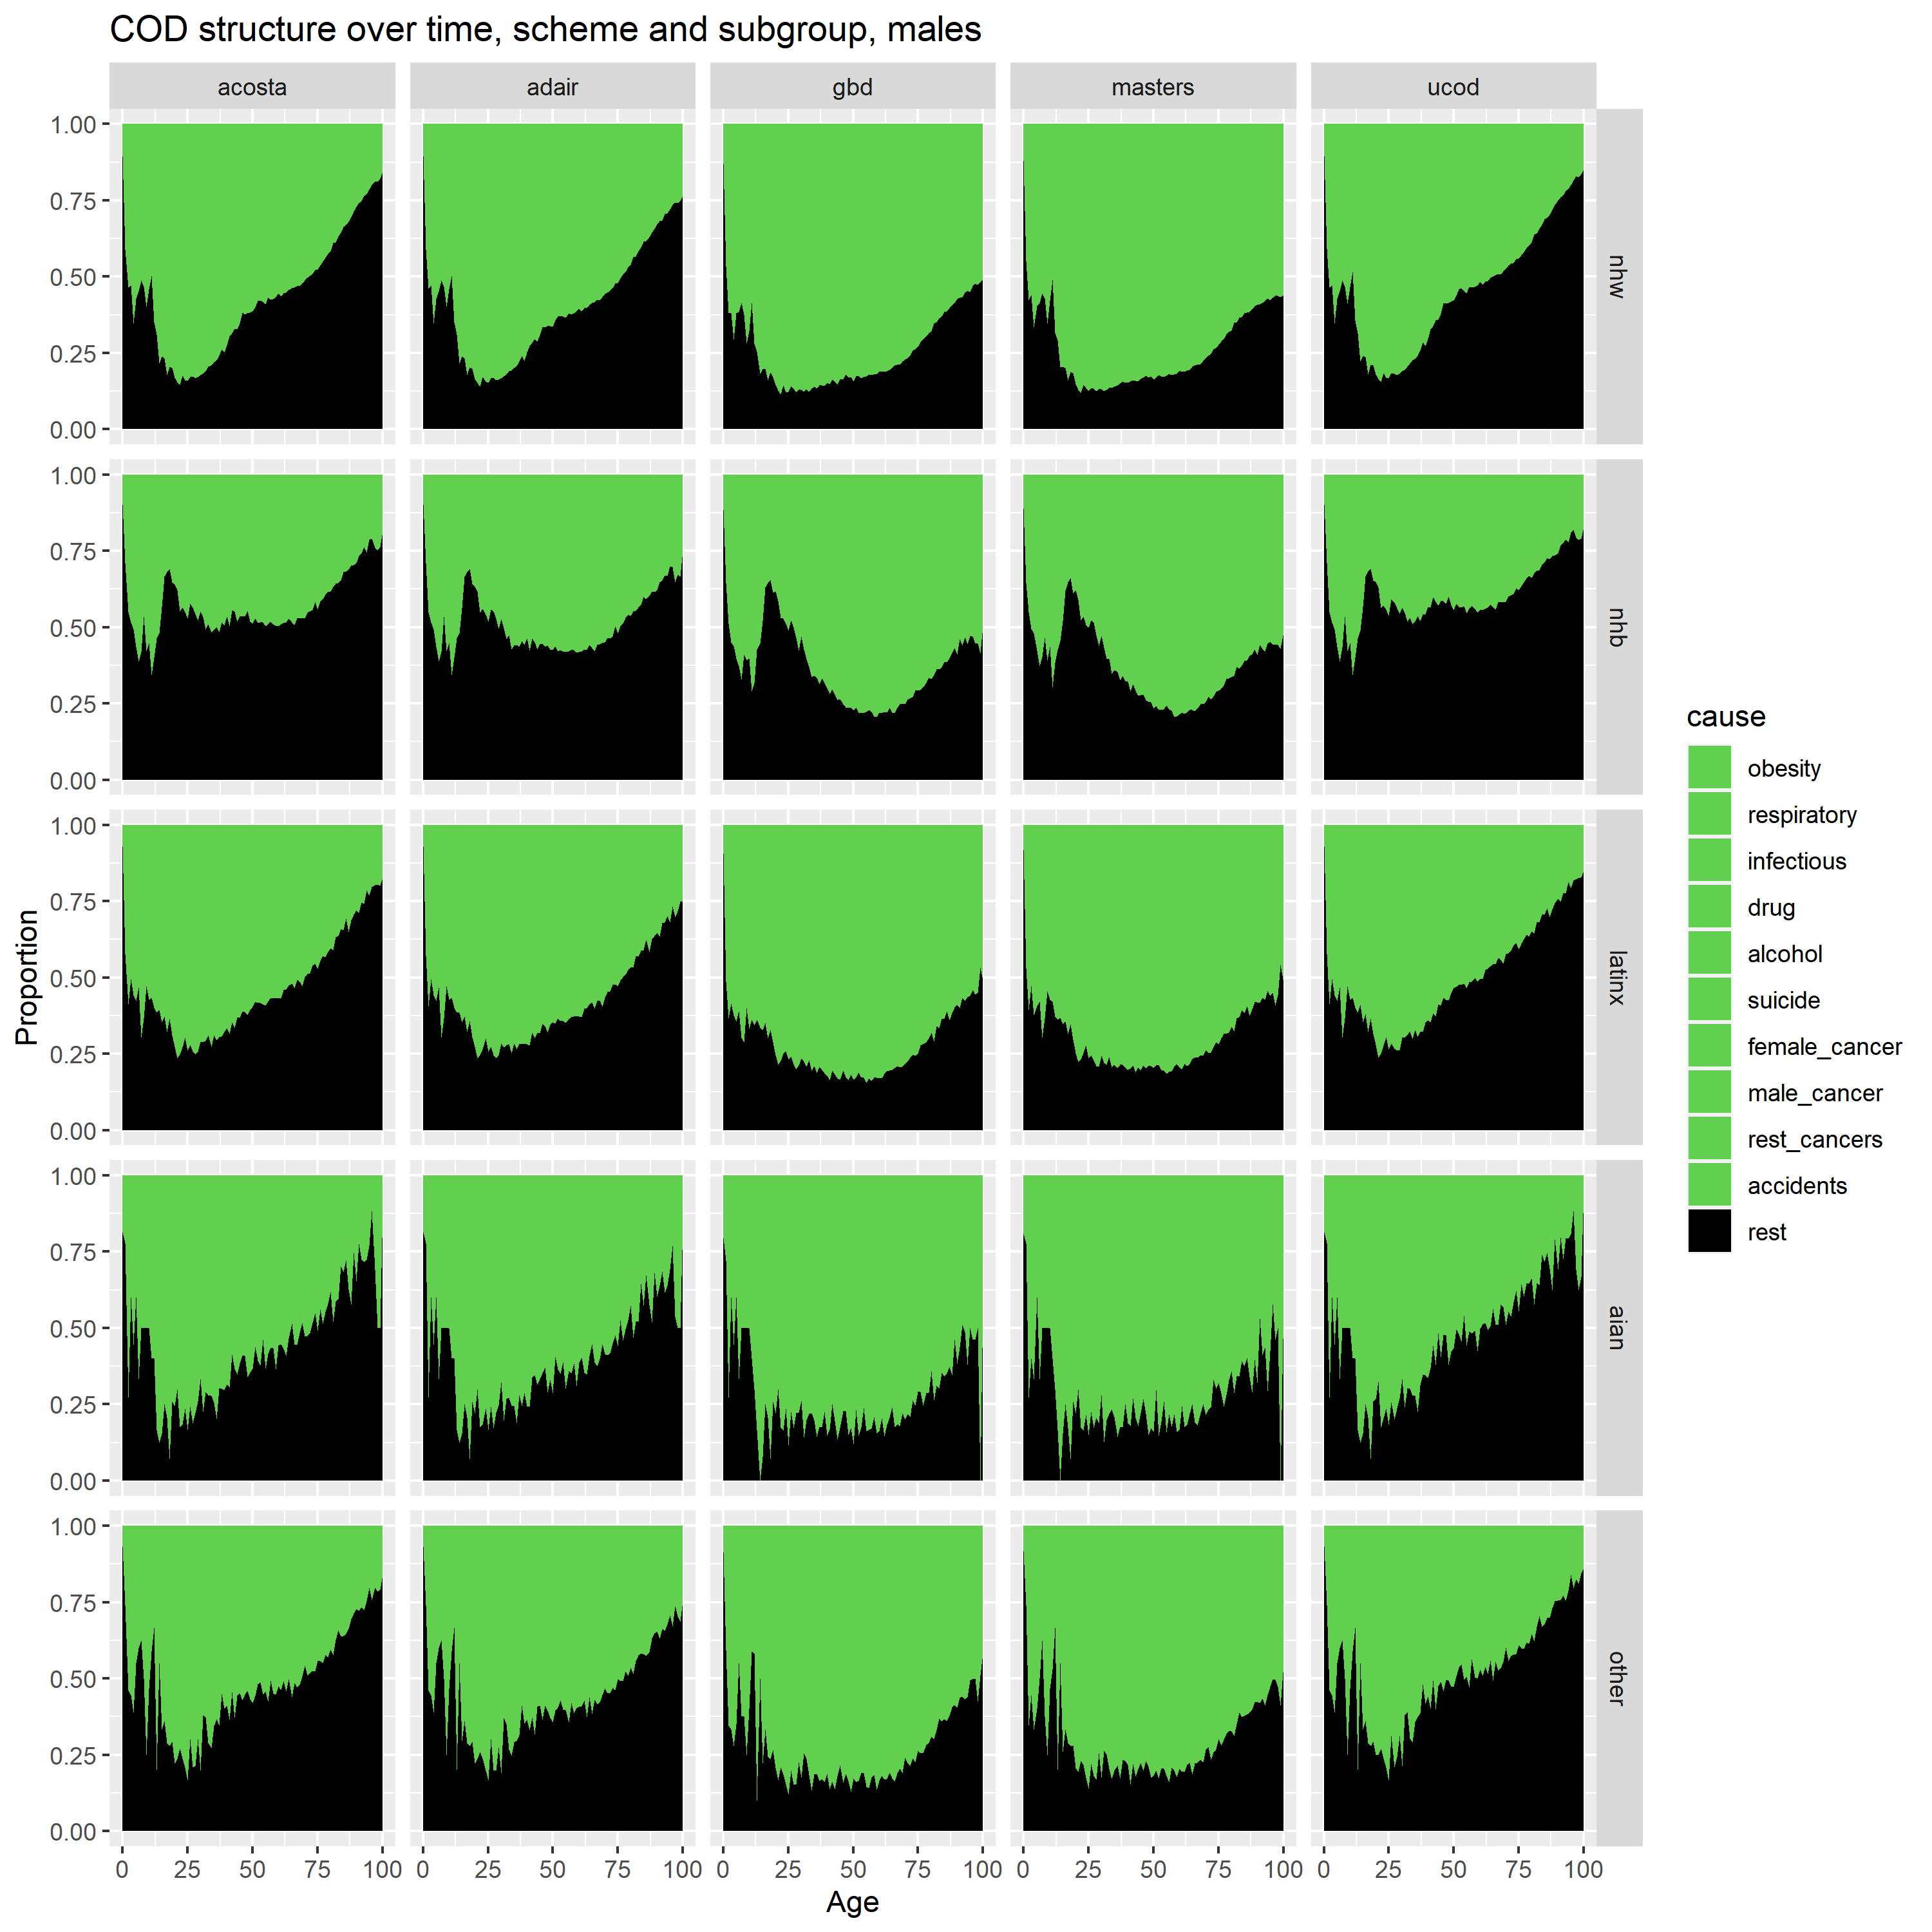 COD structure over time, scheme and subgroup, males
acosta adair gbd masters ucod
1.00
0.75
0.50
0.25
0.00
nhw
1.00
0.75
0.50
0.25
0.00
nhb
1.00
0.75
0.50
0.25
0.00
latinx
1.00
0.75
0.50
0.25
0.00
aian
1.00
0.75
0.50
0.25
0.00
other
0 25 50 75 100 0 25 50 75 100 0 25 50 75 100 0 25 50 75 100 0 25 50 75 100
Age
Proportion
cause
obesity
respiratory
infectious
drug
alcohol
suicide
female_cancer
male_cancer
rest_cancers
accidents
rest